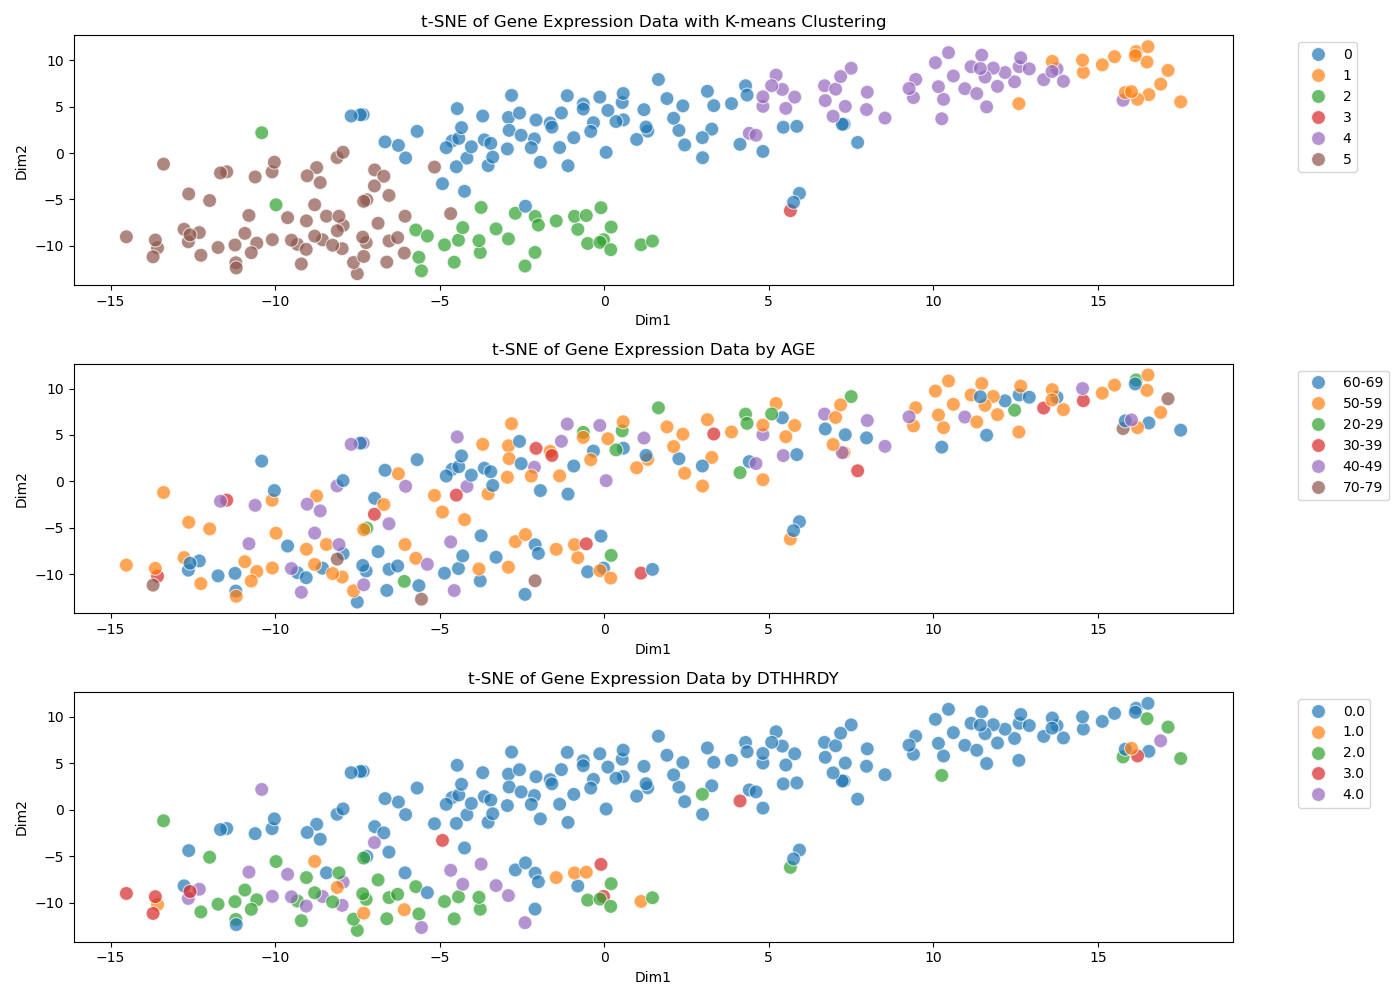 t-SNE of Gene Expression Data with K-means Clustering
10
5
0
−5
−10
Dim2
−15 −10 −5 0 5 10 15
Dim1
0
1
2
3
4
5
t-SNE of Gene Expression Data by AGE
10
5
0
−5
−10
Dim2
−15 −10 −5 0 5 10 15
Dim1
60-69
50-59
20-29
30-39
40-49
70-79
t-SNE of Gene Expression Data by DTHHRDY
10
5
0
−5
−10
Dim2
−15 −10 −5 0 5 10 15
Dim1
0.0
1.0
2.0
3.0
4.0